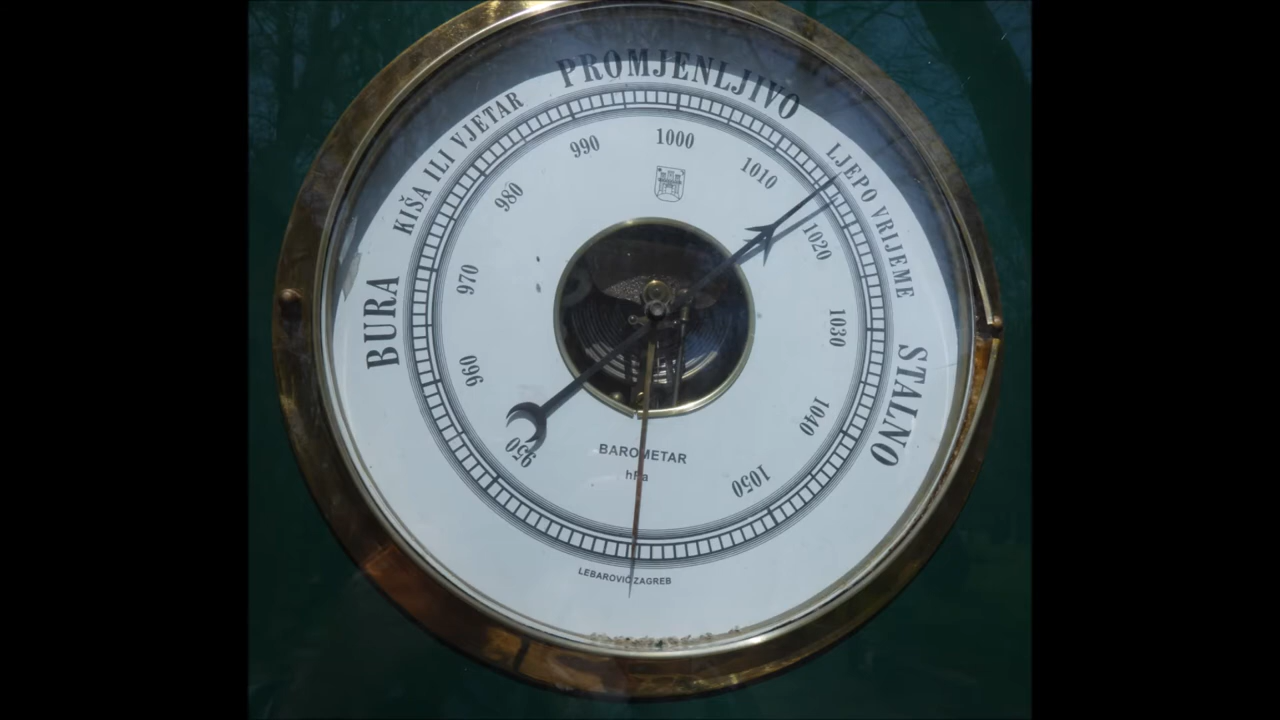 PROMJENLJIVO
KIŠA ILI VJETAR
LJEPO VRIJEME
BURA
STALNO
950
960
970
980
990
1000
1010
1020
1030
1040
1050
BAROMETAR
hPa
LEBAROVIĆ ZAGREB